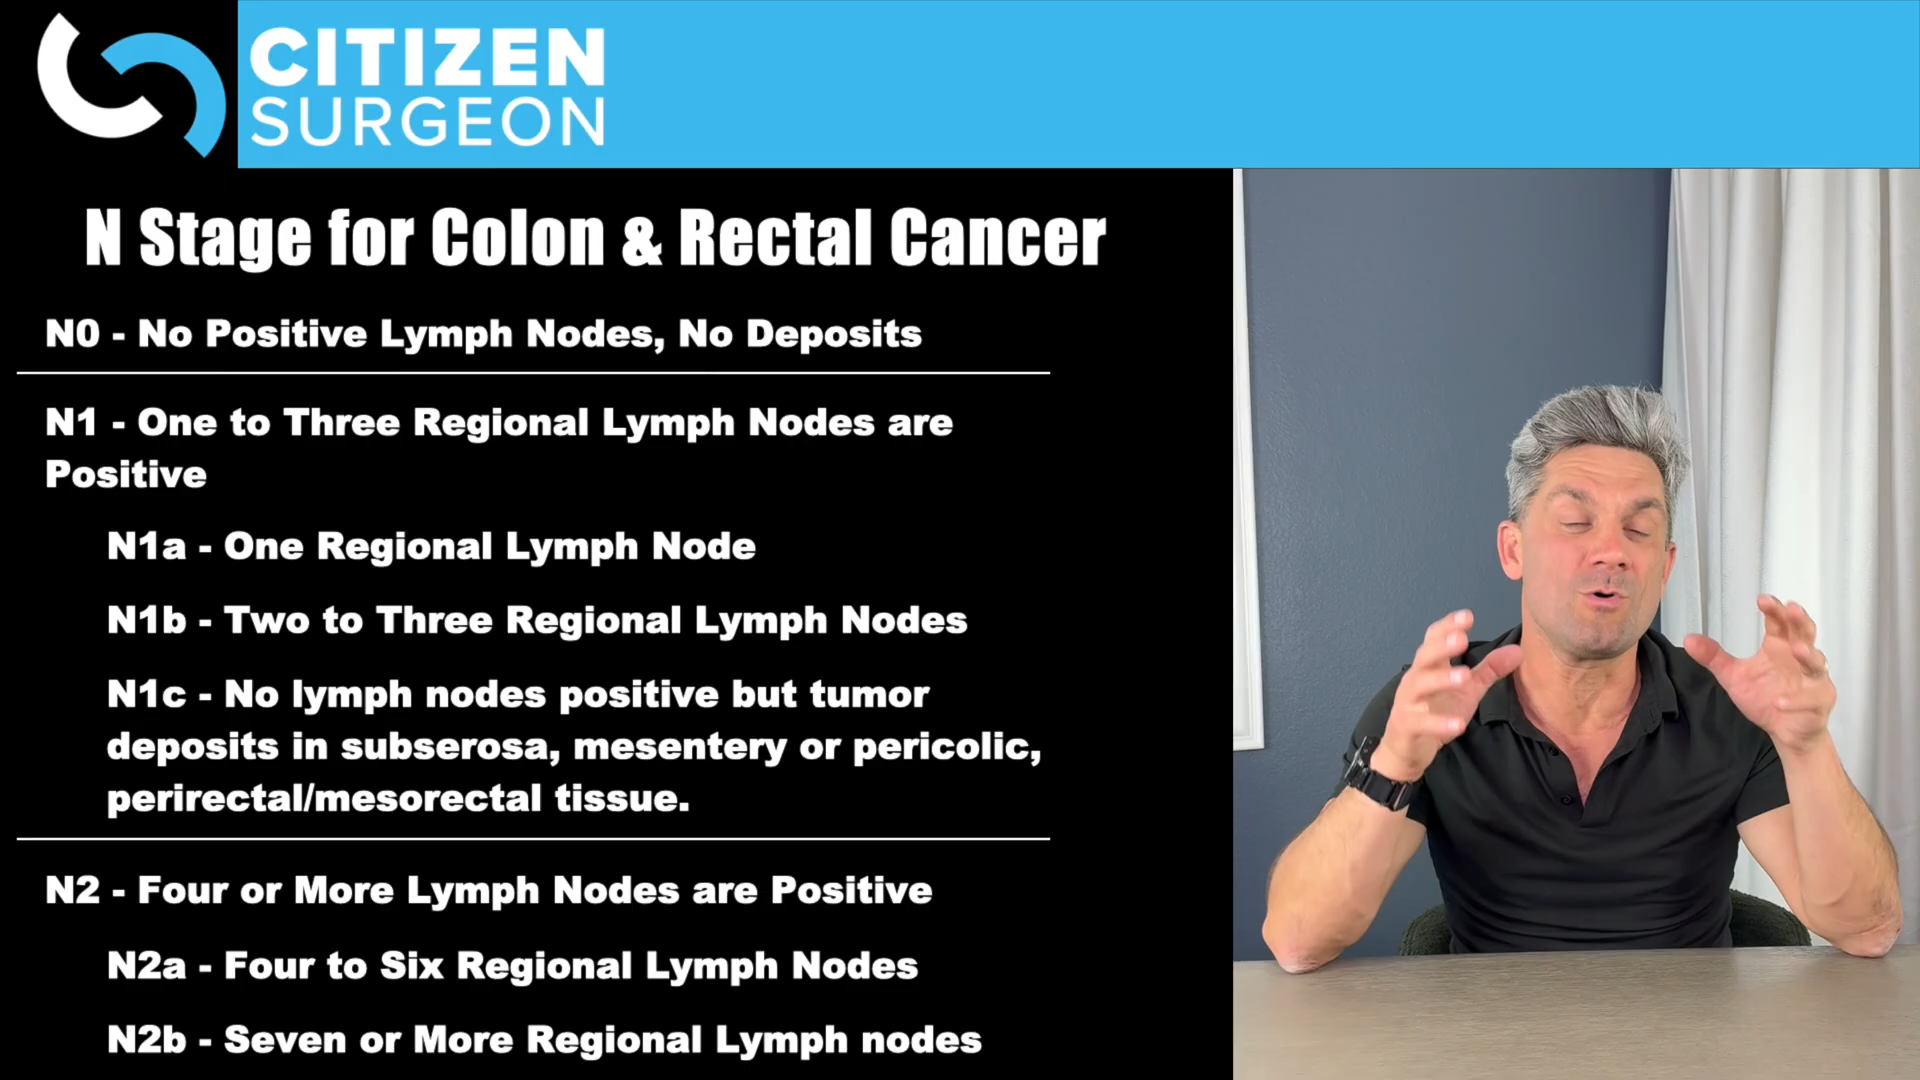 CITIZEN
SURGEON
N Stage for Colon & Rectal Cancer
N0 - No Positive Lymph Nodes, No Deposits
N1 - One to Three Regional Lymph Nodes are
Positive
N1a - One Regional Lymph Node
N1b - Two to Three Regional Lymph Nodes
N1c - No lymph nodes positive but tumor
deposits in subserosa, mesentery or pericolic,
perirectal/mesorectal tissue.
N2 - Four or More Lymph Nodes are Positive
N2a - Four to Six Regional Lymph Nodes
N2b - Seven or More Regional Lymph nodes